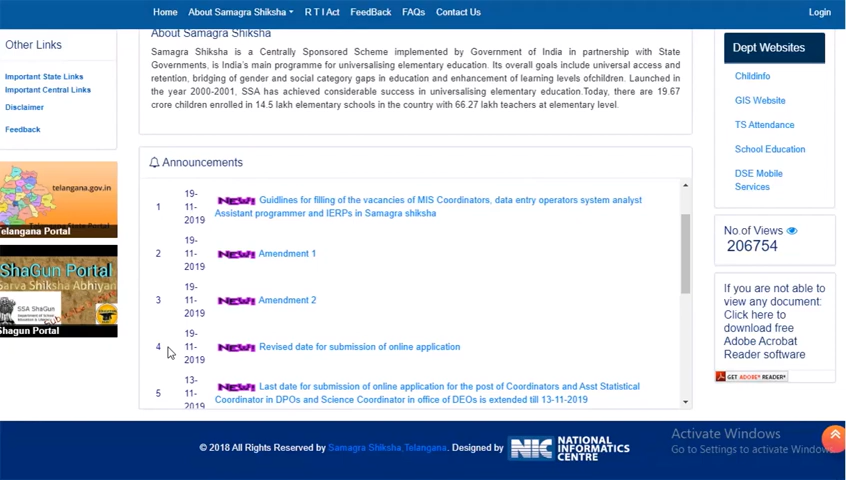 Home About Samagra Shiksha R T I Act FeedBack FAQs Contact Us Login
Other Links
Important State Links
Important Central Links
Disclaimer
Feedback
telangana.gov.in
Telangana State Portal
Telangana Portal
ShaGun Portal
Sarva Shiksha Abhiyan
SSA ShaGun
Shagun Portal
About Samagra Shiksha
Samagra Shiksha is a Centrally Sponsored Scheme implemented by Government of India in partnership with State
Governments, is India's main programme for universalising elementary education. Its overall goals include universal access and
retention, bridging of gender and social category gaps in education and enhancement of learning levels ofchildren. Launched in
the year 2000-2001, SSA has achieved considerable success in universalising elementary education.Today, there are 19.67
crore children enrolled in 14.5 lakh elementary schools in the country with 66.27 lakh teachers at elementary level.
Announcements
1
19-
11-
2019
NEW! Guidlines for filling of the vacancies of MIS Coordinators, data entry operators system analyst
Assistant programmer and IERPs in Samagra shiksha
2
19-
11-
2019
NEW! Amendment 1
3
19-
11-
2019
NEW! Amendment 2
4
19-
11-
2019
NEW! Revised date for submission of online application
5
13-
11-
2019
NEW! Last date for submission of online application for the post of Coordinators and Asst Statistical
Coordinator in DPOs and Science Coordinator in office of DEOs is extended till 13-11-2019
Dept Websites
Childinfo
GIS Website
TS Attendance
School Education
DSE Mobile
Services
No.of Views
206754
If you are not able to
view any document:
Click here to
download free
Adobe Acrobat
Reader software
GET ADOBE® READER®
© 2018 All Rights Reserved by Samagra Shiksha,Telangana. Designed by
NIC NATIONAL
INFORMATICS
CENTRE
Activate Windows
Go to Settings to activate Windows.